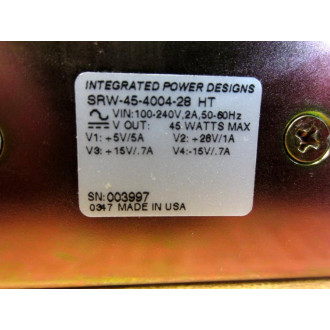 INTEGRATED POWER DESIGNS
SRW-45-4004-28 HT
VIN:100-240V,2A,50-60Hz
V OUT: 45 WATTS MAX
V1: +5V/5A V2: +28V/1A
V3: +15V/.7A V4:-15V/.7A
SN:003997
0347 MADE IN USA